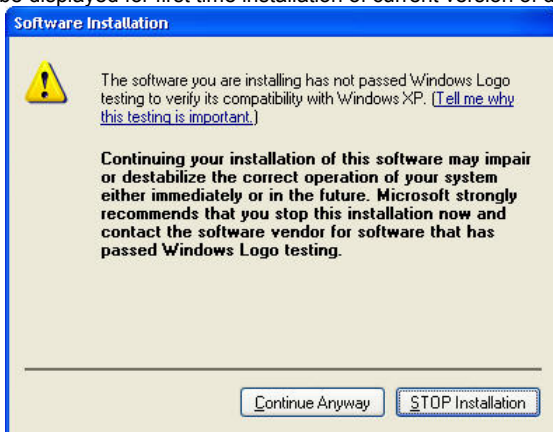 be displayed for first time installation of current version of a
Software Installation
The software you are installing has not passed Windows Logo
testing to verify its compatibility with Windows XP. (Tell me why
this testing is important.)
Continuing your installation of this software may impair
or destabilize the correct operation of your system
either immediately or in the future. Microsoft strongly
recommends that you stop this installation now and
contact the software vendor for software that has
passed Windows Logo testing.
Continue Anyway STOP Installation